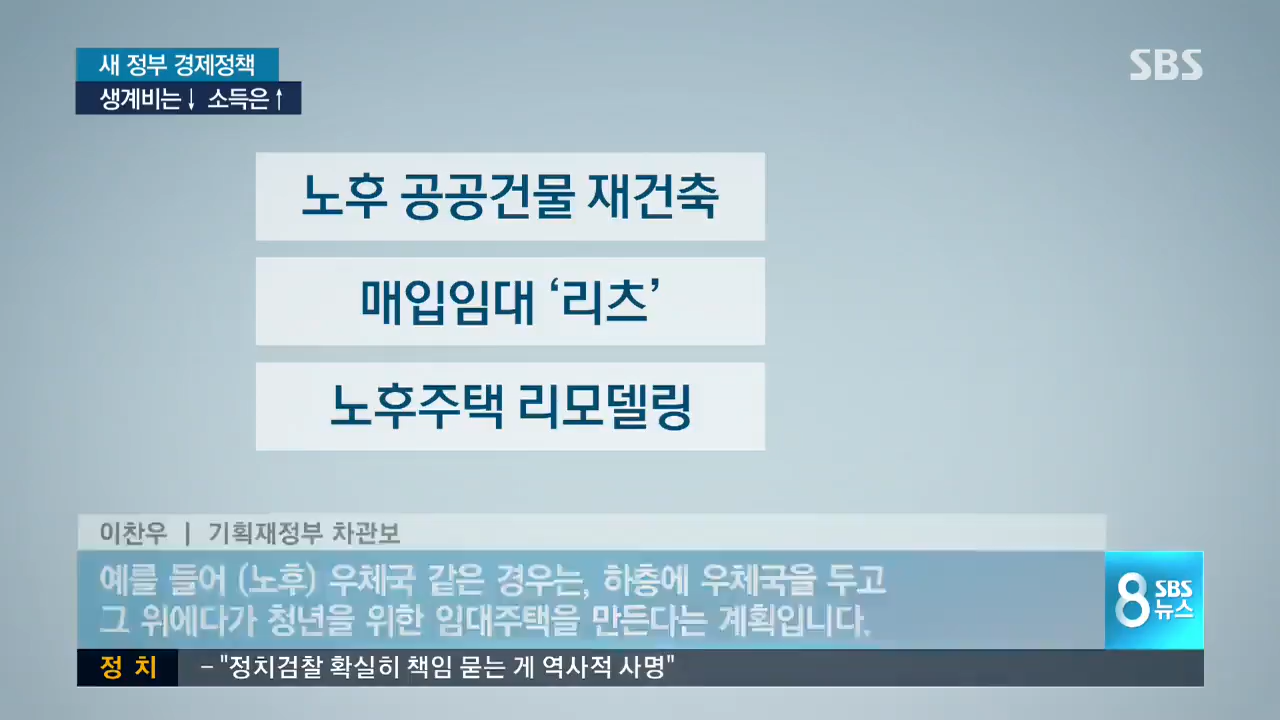 새 정부 경제정책
생계비는↓ 소득은↑
SBS
노후 공공건물 재건축
매입임대 ‘리츠’
노후주택 리모델링
이찬우 | 기획재정부 차관보
예를 들어 (노후) 우체국 같은 경우는, 하층에 우체국을 두고
그 위에다가 청년을 위한 임대주택을 만든다는 계획입니다.
8 SBS 뉴스
정 치 –"정치검찰 확실히 책임 묻는 게 역사적 사명"